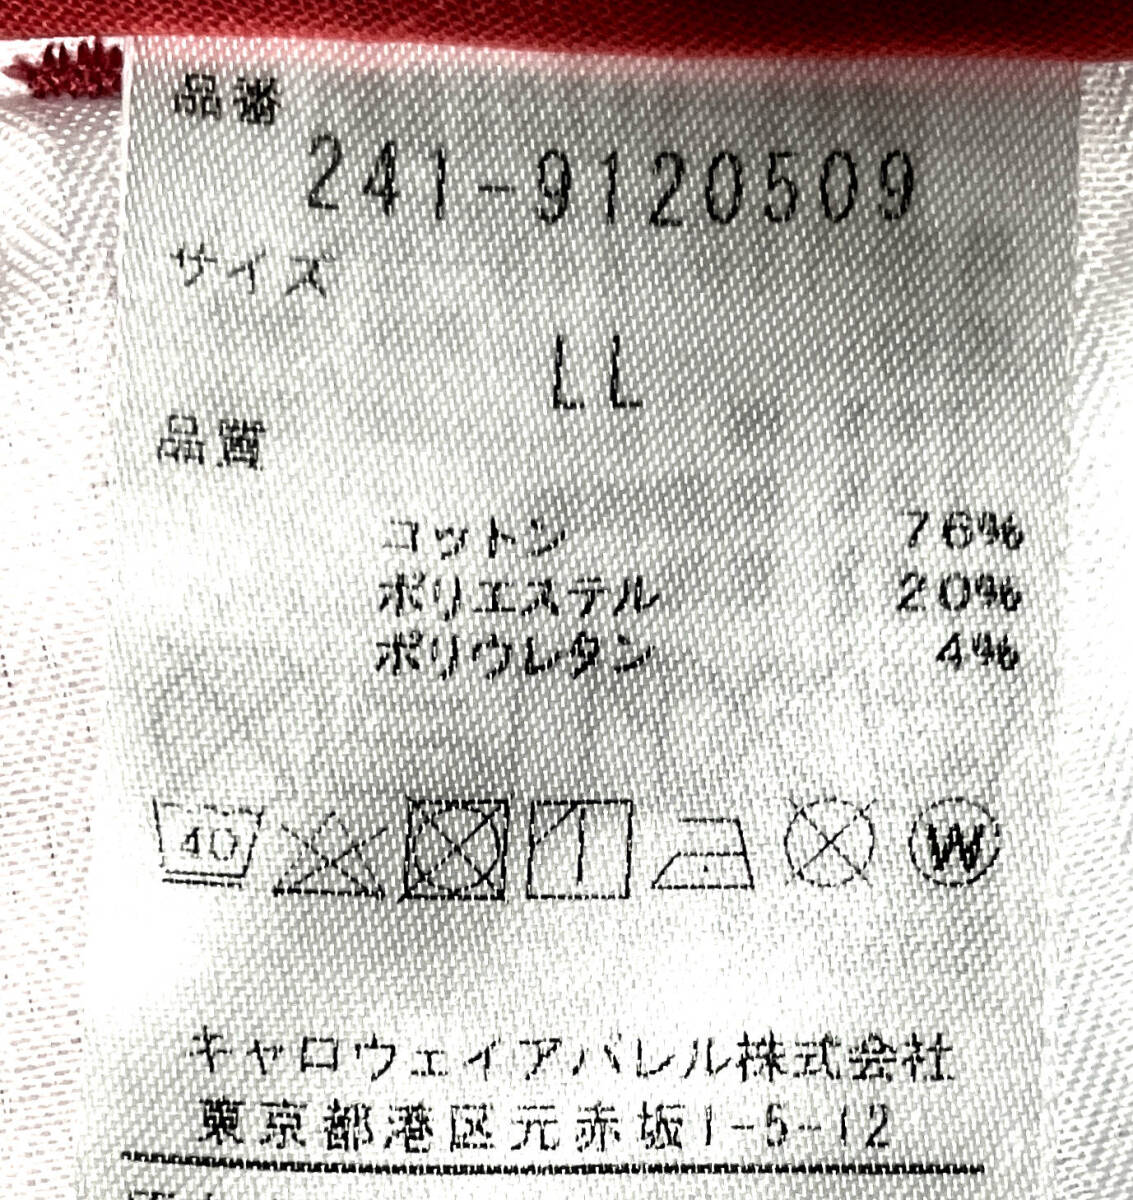 品番
241-9120509
サイズ
LL
品質
コットン 76%
ポリエステル 20%
ポリウレタン 4%
40 W
キャロウェイアパレル株式会社
東京都港区元赤坂1-5-12